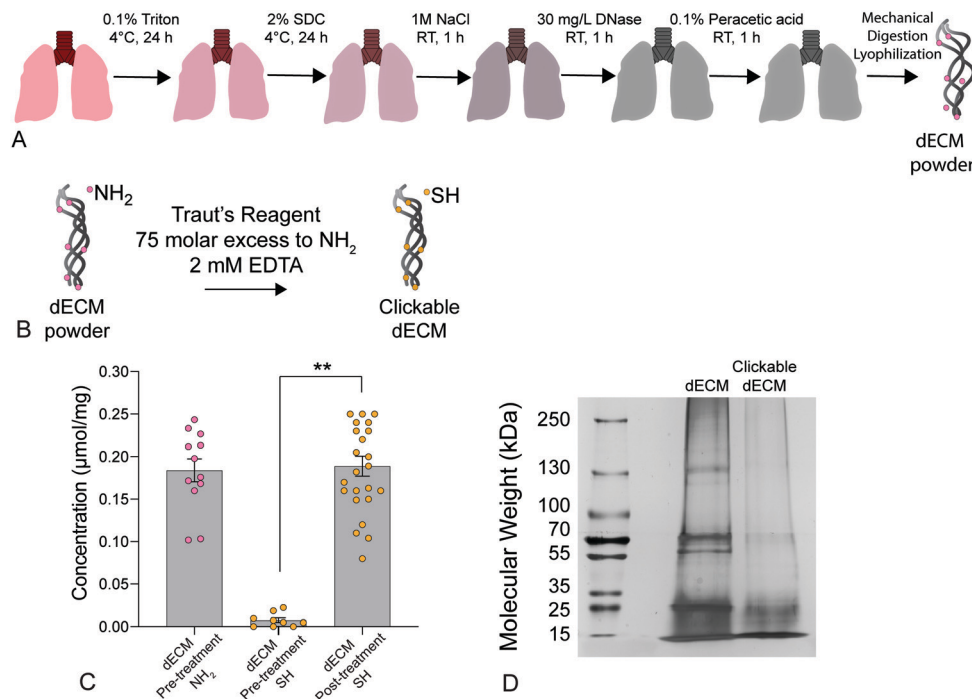 0.1% Triton
4°C, 24 h
2% SDC
4°C, 24 h
1M NaCl
RT, 1 h
30 mg/L DNase
RT, 1 h
0.1% Peracetic acid
RT, 1 h
Mechanical
Digestion
Lyophilization
dECM
powder
A
NH2
dECM
powder
Traut's Reagent
75 molar excess to NH2
2 mM EDTA
SH
Clickable
dECM
B
Concentration (µmol/mg)
0.30
0.25
0.20
0.15
0.10
0.05
0.00
**
dECM
Pre-treatment
NH2
dECM
Pre-treatment
SH
dECM
Post-treatment
SH
C
Molecular Weight (kDa)
250
130
100
70
55
35
25
15
dECM
Clickable
dECM
D